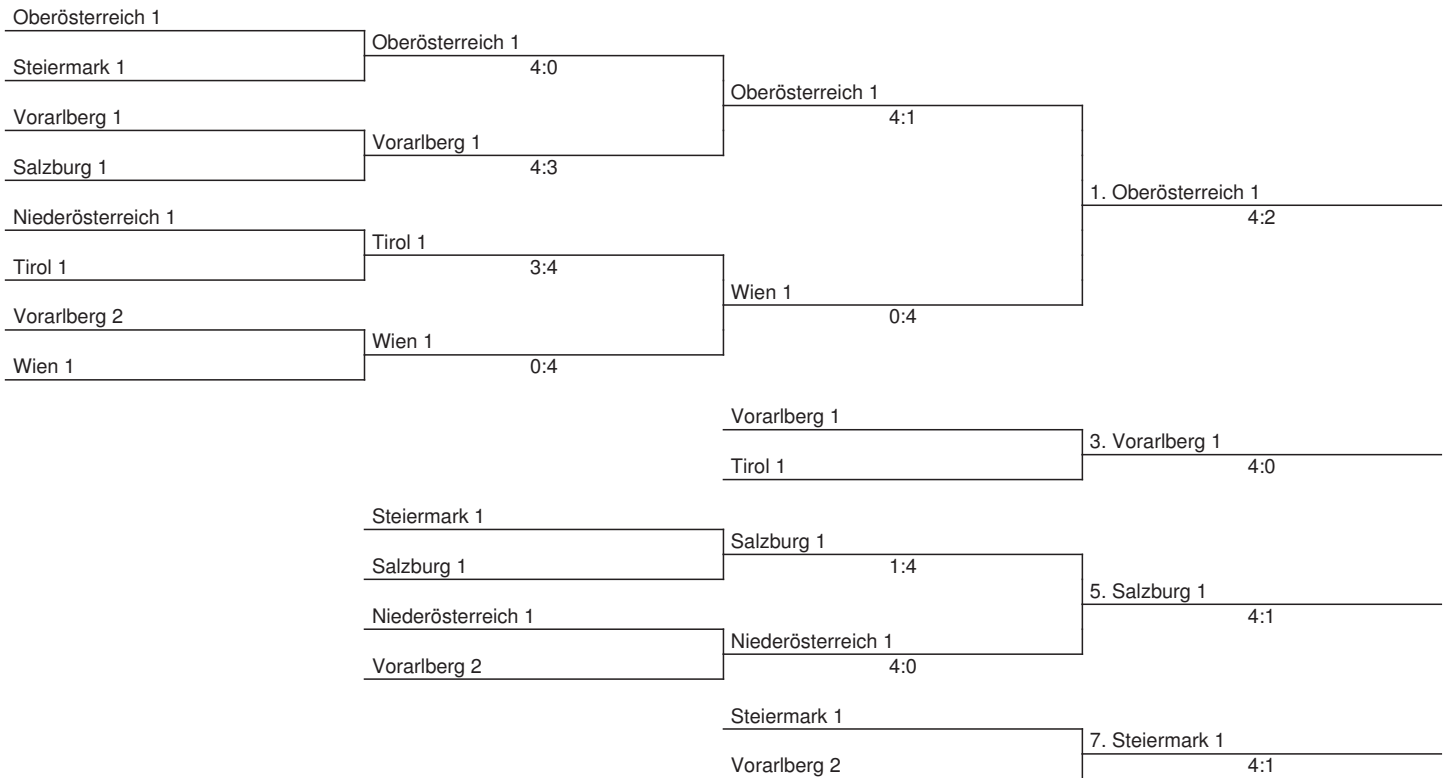 Oberösterreich 1
Oberösterreich 1
Steiermark 1
4:0
Oberösterreich 1
Vorarlberg 1
4:1
Vorarlberg 1
Salzburg 1
4:3
1. Oberösterreich 1
Niederösterreich 1
4:2
Tirol 1
Tirol 1
3:4
Wien 1
Vorarlberg 2
0:4
Wien 1
Wien 1
0:4
Vorarlberg 1
3. Vorarlberg 1
Tirol 1
4:0
Steiermark 1
Salzburg 1
Salzburg 1
1:4
5. Salzburg 1
Niederösterreich 1
4:1
Niederösterreich 1
Vorarlberg 2
4:0
Steiermark 1
7. Steiermark 1
Vorarlberg 2
4:1